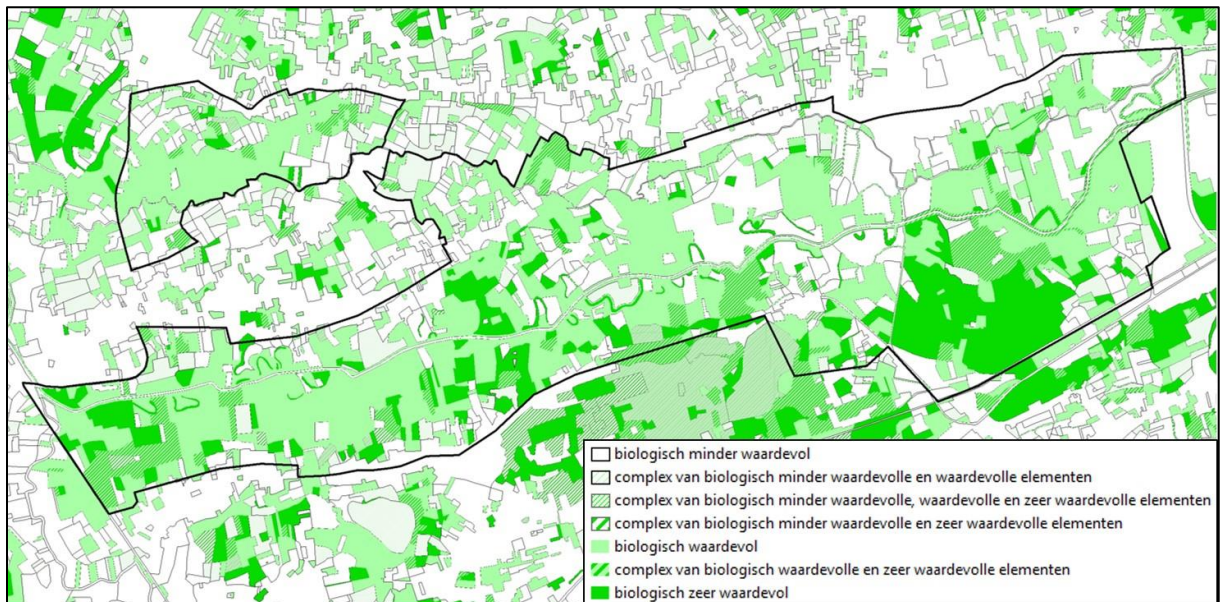 biologisch minder waardevol
complex van biologisch minder waardevolle en waardevolle elementen
complex van biologisch minder waardevolle, waardevolle en zeer waardevolle elementen
complex van biologisch minder waardevolle en zeer waardevolle elementen
biologisch waardevol
complex van biologisch waardevolle en zeer waardevolle elementen
biologisch zeer waardevol